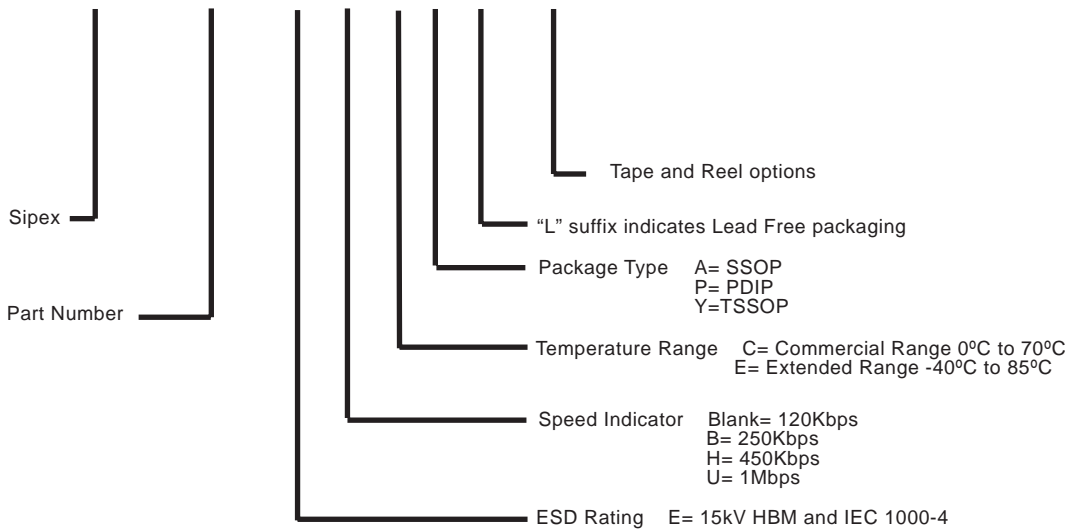 Tape and Reel options
Sipex
“L” suffix indicates Lead Free packaging
Package Type A= SSOP
P= PDIP
Y=TSSOP
Part Number
Temperature Range C= Commercial Range 0ºC to 70ºC
E= Extended Range -40ºC to 85ºC
Speed Indicator Blank= 120Kbps
B= 250Kbps
H= 450Kbps
U= 1Mbps
ESD Rating E= 15kV HBM and IEC 1000-4